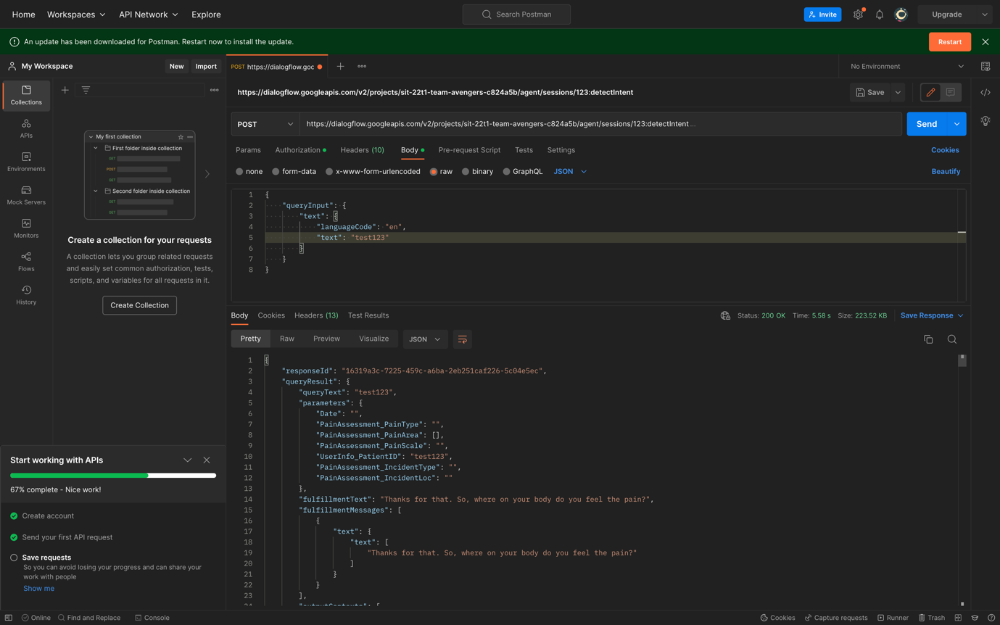 Home Workspaces API Network Explore Search Postman Invite Upgrade
An update has been downloaded for Postman. Restart now to install the update. Restart
My Workspace New Import POST https://dialogflow.goc No Environment
Collections
APIs
Environments
Mock Servers
Monitors
Flows
History
My first collection
First folder inside collection
GET
POST
GET
Second folder inside collection
GET
GET
Create a collection for your requests
A collection lets you group related requests
and easily set common authorization, tests,
scripts, and variables for all requests in it.
Create Collection
Start working with APIs
67% complete - Nice work!
Create account
Send your first API request
Save requests
So you can avoid losing your progress and can share your
work with people
Show me
https://dialogflow.googleapis.com/v2/projects/sit-22t1-team-avengers-c824a5b/agent/sessions/123:detectIntent Save
POST https://dialogflow.googleapis.com/v2/projects/sit-22t1-team-avengers-c824a5b/agent/sessions/123:detectIntent ... Send
Params Authorization Headers (10) Body Pre-request Script Tests Settings Cookies
none form-data x-www-form-urlencoded raw binary GraphQL JSON Beautify
1 {
2 "queryInput": {
3 "text": {
4 "languageCode": "en",
5 "text": "test123"
6 }
7 }
8 }
Body Cookies Headers (13) Test Results Status: 200 OK Time: 5.58 s Size: 223.52 KB Save Response
Pretty Raw Preview Visualize JSON
1 {
2 "responseId": "16319a3c-7225-459c-a6ba-2eb251caf226-5c04e5ec",
3 "queryResult": {
4 "queryText": "test123",
5 "parameters": {
6 "Date": "",
7 "PainAssessment_PainType": "",
8 "PainAssessment_PainArea": [],
9 "PainAssessment_PainScale": "",
10 "UserInfo_PatientID": "test123",
11 "PainAssessment_IncidentType": "",
12 "PainAssessment_IncidentLoc": ""
13 },
14 "fulfillmentText": "Thanks for that. So, where on your body do you feel the pain?",
15 "fulfillmentMessages": [
16 {
17 "text": {
18 "text": [
19 "Thanks for that. So, where on your body do you feel the pain?"
20 ]
21 }
22 }
23 ],
24 "outputContexts": [
Online Find and Replace Console Cookies Capture requests Runner Trash